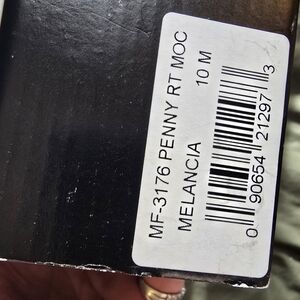 MF-3176 PENNY RT MOC
MELANCIA 10 M
0 90654 21297 3